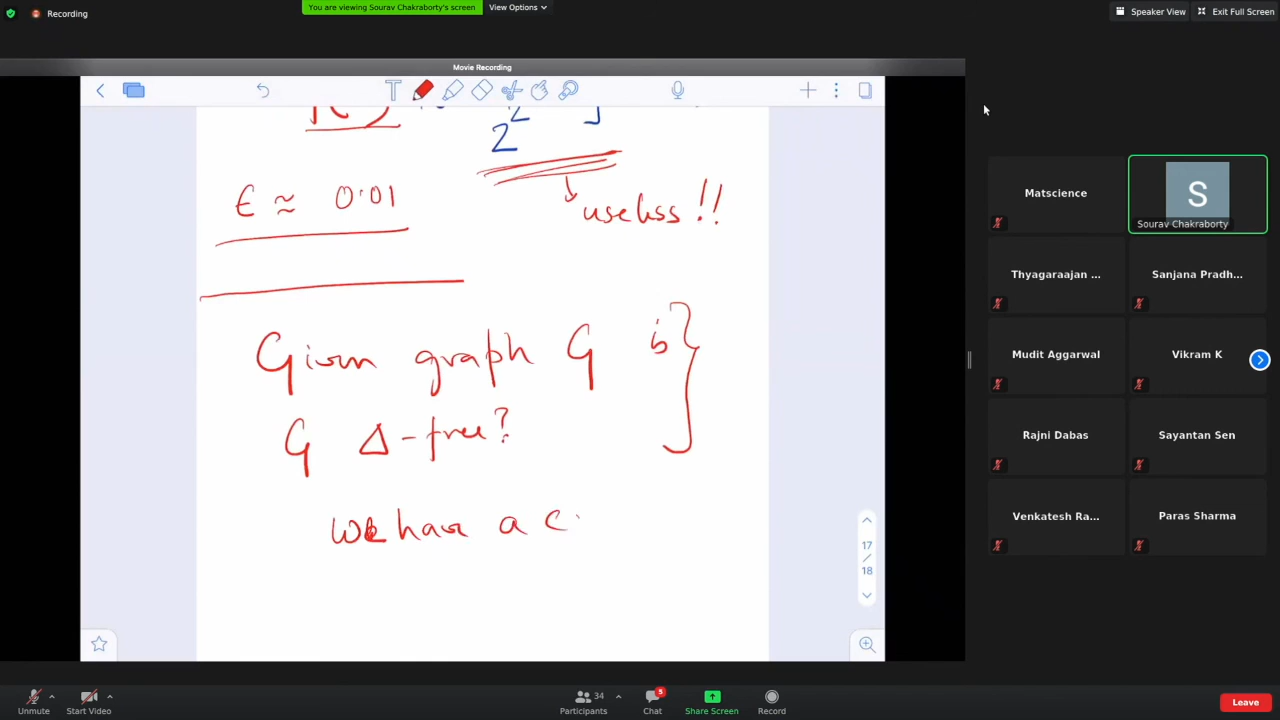 Recording
You are viewing Sourav Chakraborty's screen
View Options
Speaker View
Exit Full Screen
Movie Recording
T
2
2
ε ≈ 0.01
useless !!
Given graph G
G Δ-free?
We have a c
17
/
18
Matscience
S
Sourav Chakraborty
Thyagaraajan ...
Sanjana Pradh...
Mudit Aggarwal
Vikram K
Rajni Dabas
Sayantan Sen
Venkatesh Ra...
Paras Sharma
Unmute
Start Video
34
Participants
5
Chat
Share Screen
Record
Leave